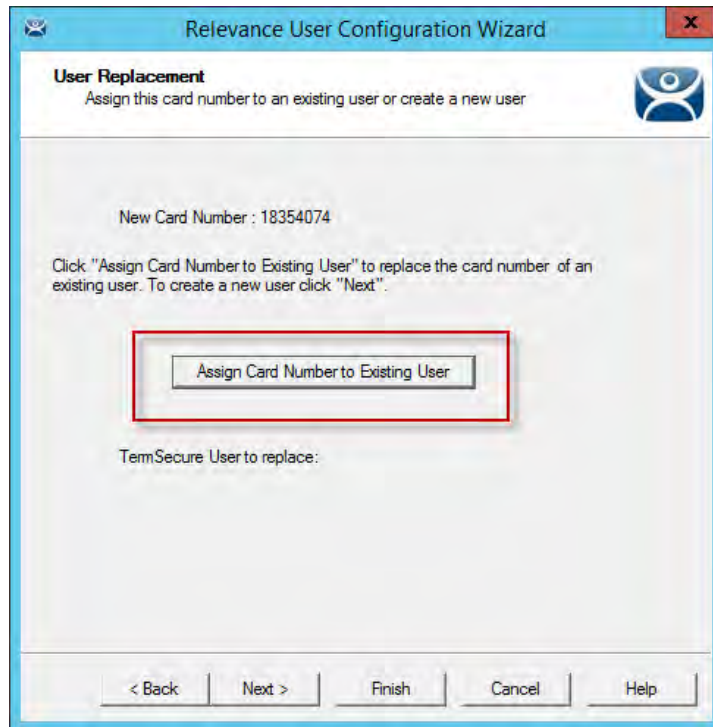 Relevance User Configuration Wizard
x
User Replacement
Assign this card number to an existing user or create a new user
New Card Number : 18354074
Click "Assign Card Number to Existing User" to replace the card number of an
existing user. To create a new user click "Next".
Assign Card Number to Existing User
TermSecure User to replace:
< Back Next > Finish Cancel Help